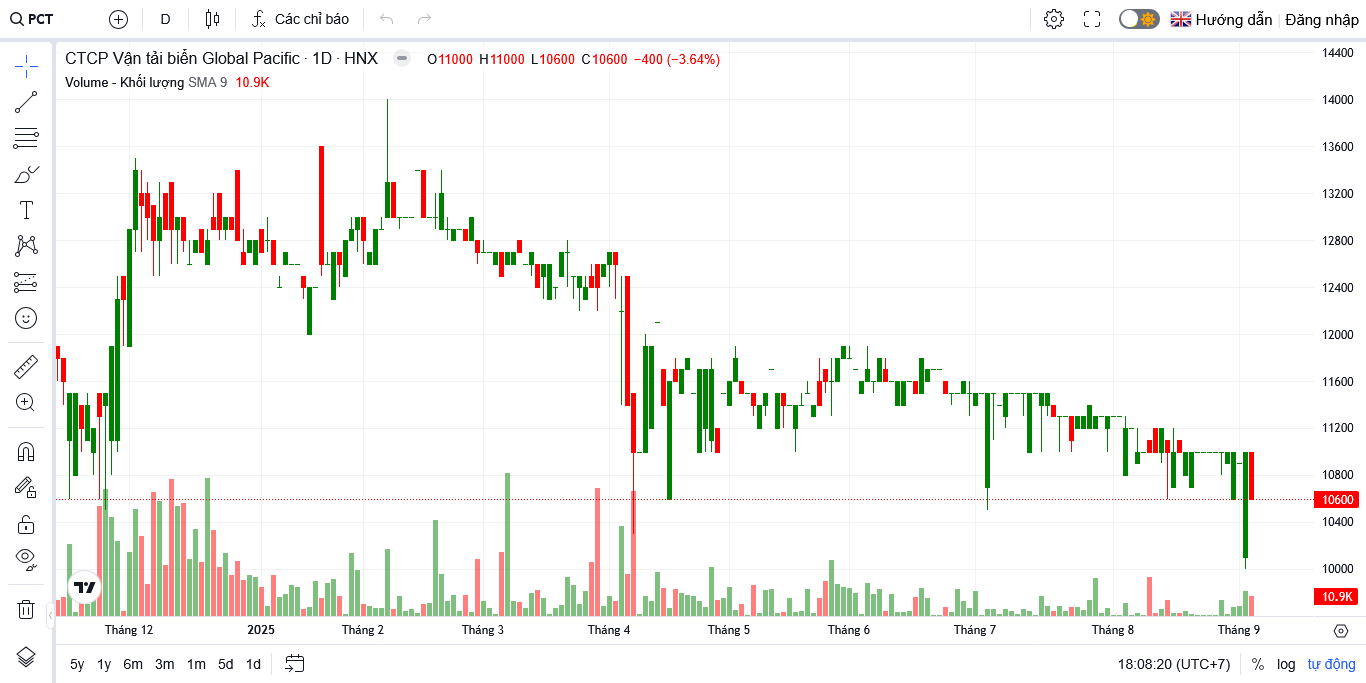 PCT D Các chỉ báo Hướng dẫn Đăng nhập
CTCP Vận tải biển Global Pacific · 1D · HNX O11000 H11000 L10600 C10600 −400 (−3.64%)
Volume - Khối lượng SMA 9 10.9K
14400
14000
13600
13200
12800
12400
12000
11600
11200
10800
10600
10400
10000
10.9K
Tháng 12 2025 Tháng 2 Tháng 3 Tháng 4 Tháng 5 Tháng 6 Tháng 7 Tháng 8 Tháng 9
5y 1y 6m 3m 1m 5d 1d 18:08:20 (UTC+7) % log tự động